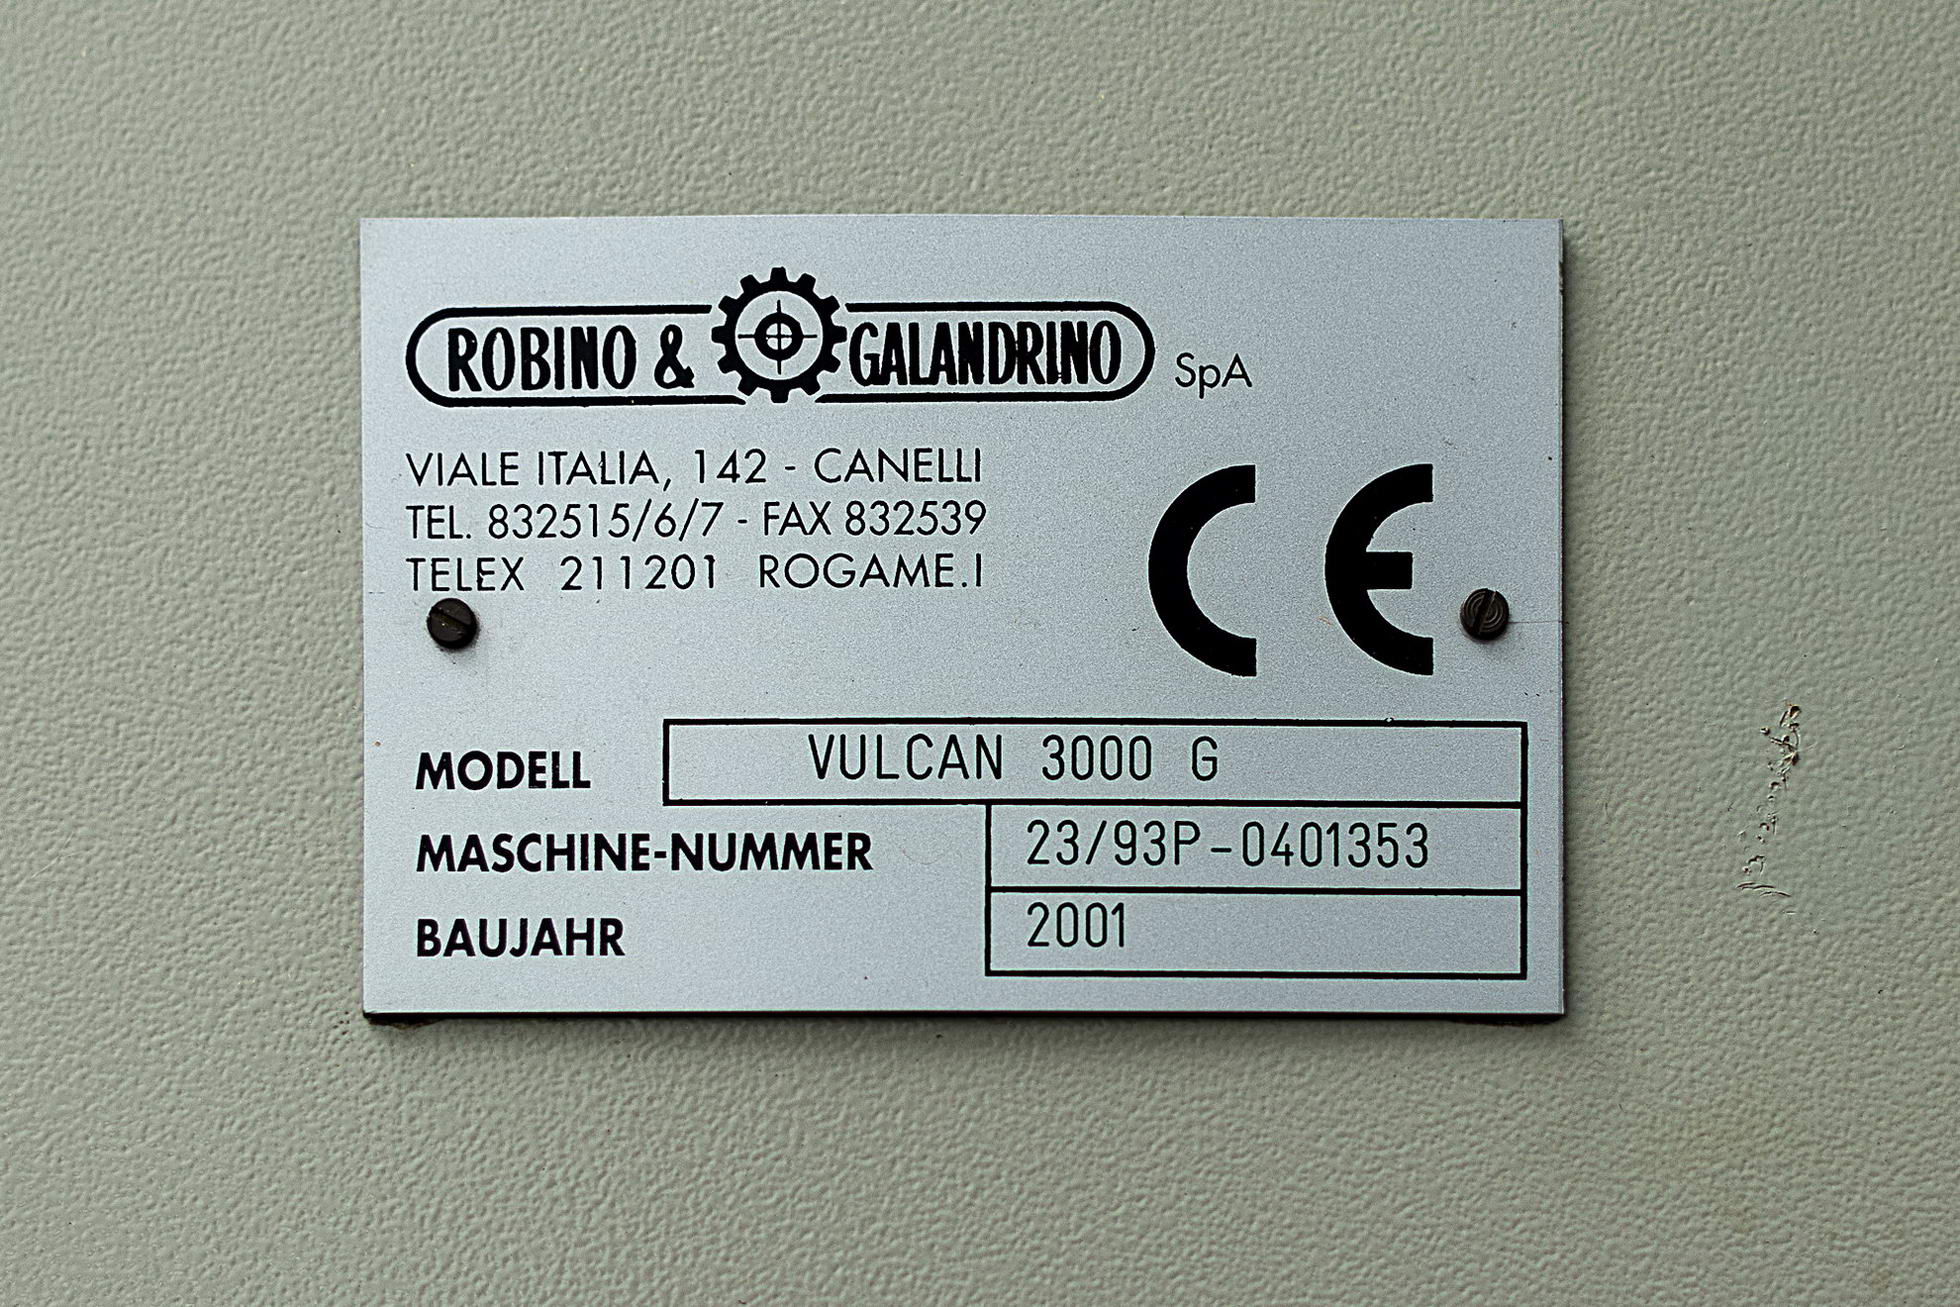 ROBINO & GALANDRINO SpA
VIALE ITALIA, 142 - CANELLI
TEL. 832515/6/7 - FAX 832539
TELEX 211201 ROGAME.I
CE
MODELL VULCAN 3000 G
MASCHINE-NUMMER 23/93P-0401353
BAUJAHR 2001